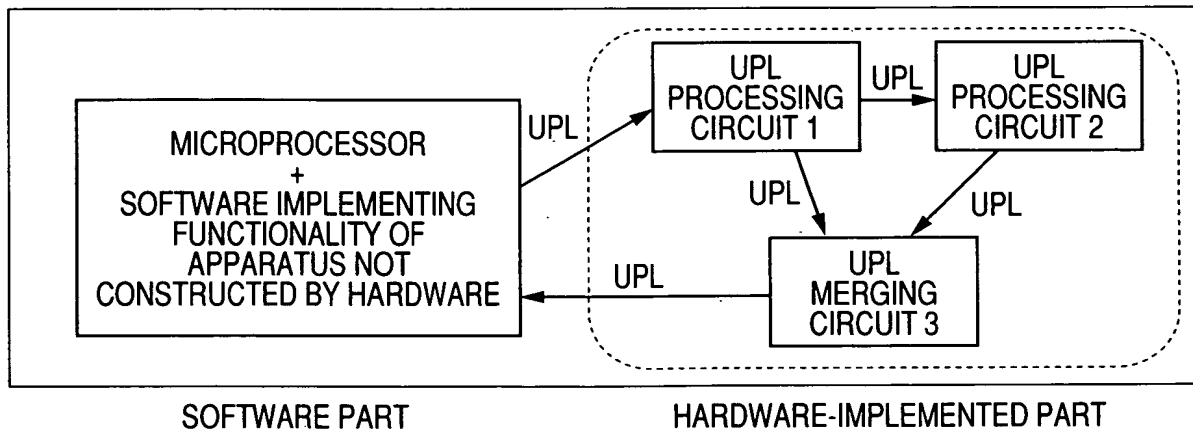 MICROPROCESSOR
+
SOFTWARE IMPLEMENTING
FUNCTIONALITY OF
APPARATUS NOT
CONSTRUCTED BY HARDWARE
UPL
UPL
PROCESSING
CIRCUIT 1
UPL
UPL
PROCESSING
CIRCUIT 2
UPL
UPL
UPL
MERGING
CIRCUIT 3
UPL
SOFTWARE PART
HARDWARE-IMPLEMENTED PART